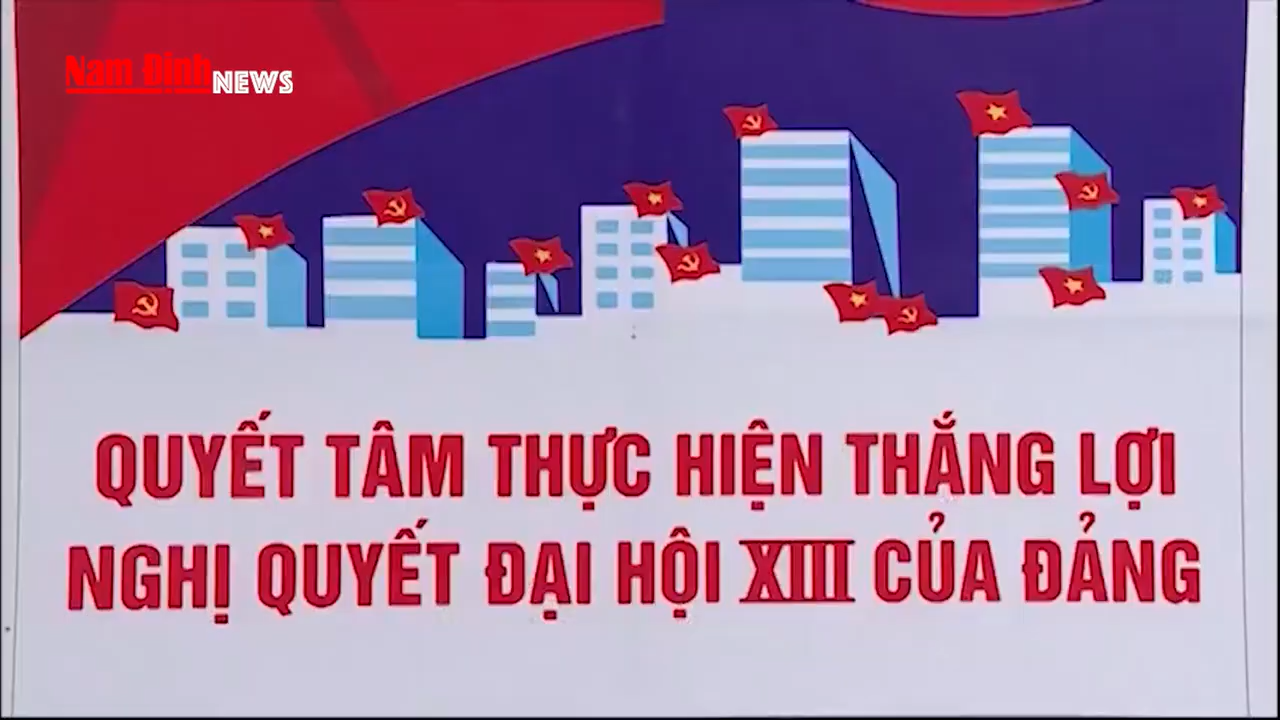 Nam Định NEWS
QUYẾT TÂM THỰC HIỆN THẮNG LỢI
NGHỊ QUYẾT ĐẠI HỘI XIII CỦA ĐẢNG